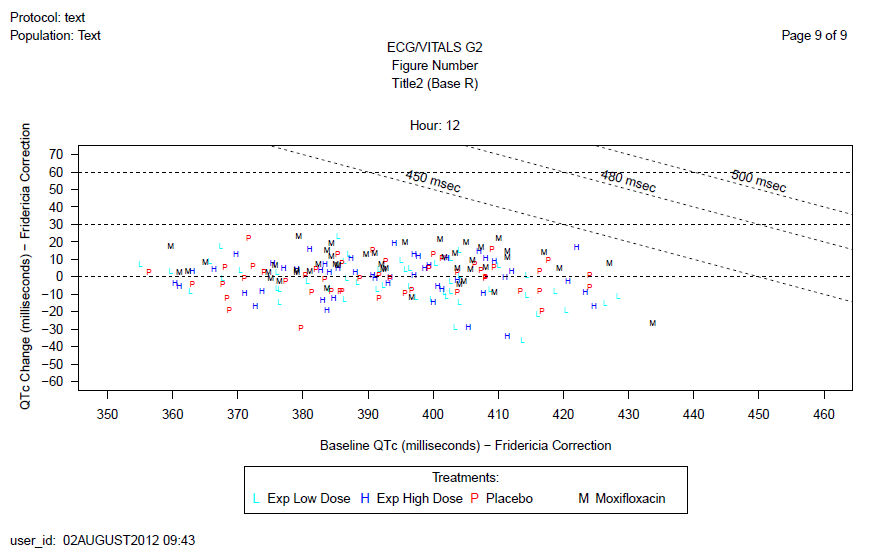 Protocol: text
Population: Text
Page 9 of 9
ECG/VITALS G2
Figure Number
Title2 (Base R)
Hour: 12
QTc Change (milliseconds) − Fridericia Correction
70
60
50
40
30
20
10
0
−10
−20
−30
−40
−50
−60
450 msec
480 msec
500 msec
350 360 370 380 390 400 410 420 430 440 450 460
Baseline QTc (milliseconds) − Fridericia Correction
Treatments:
L Exp Low Dose H Exp High Dose P Placebo M Moxifloxacin
user_id: 02AUGUST2012 09:43